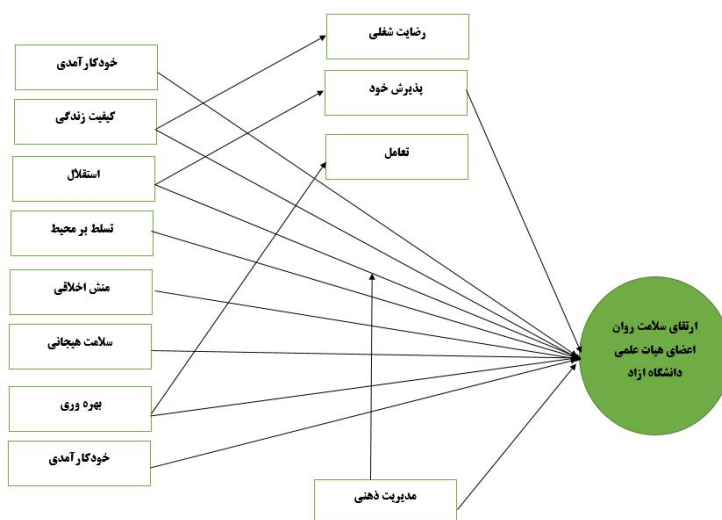 رضایت شغلی
پذیرش خود
تعامل
خودکارآمدی
کیفیت زندگی
استقلال
تسلط بر محیط
منش اخلاقی
سلامت هیجانی
بهره وری
خودکارآمدی
مدیریت ذهنی
ارتقای سلامت روان
اعضای هیات علمی
دانشگاه ازاد